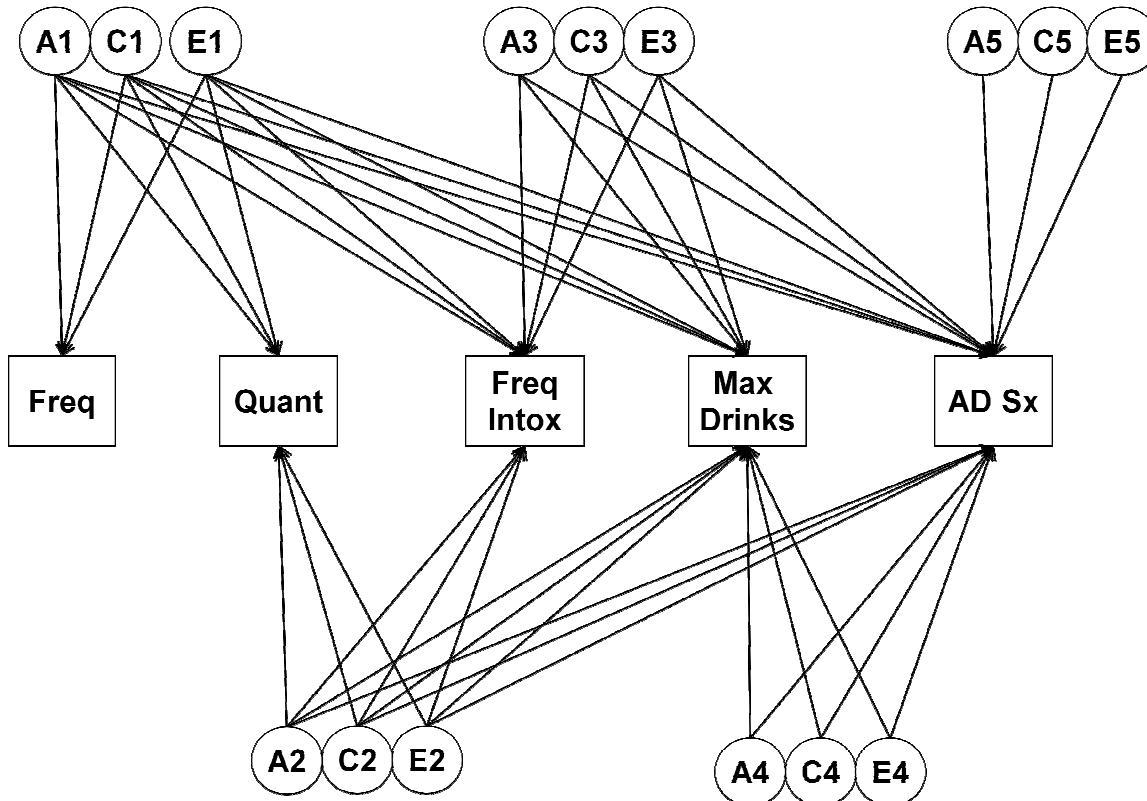 A1 C1 E1 A3 C3 E3 A5 C5 E5
Freq Quant Freq Intox Max Drinks AD Sx
A2 C2 E2 A4 C4 E4